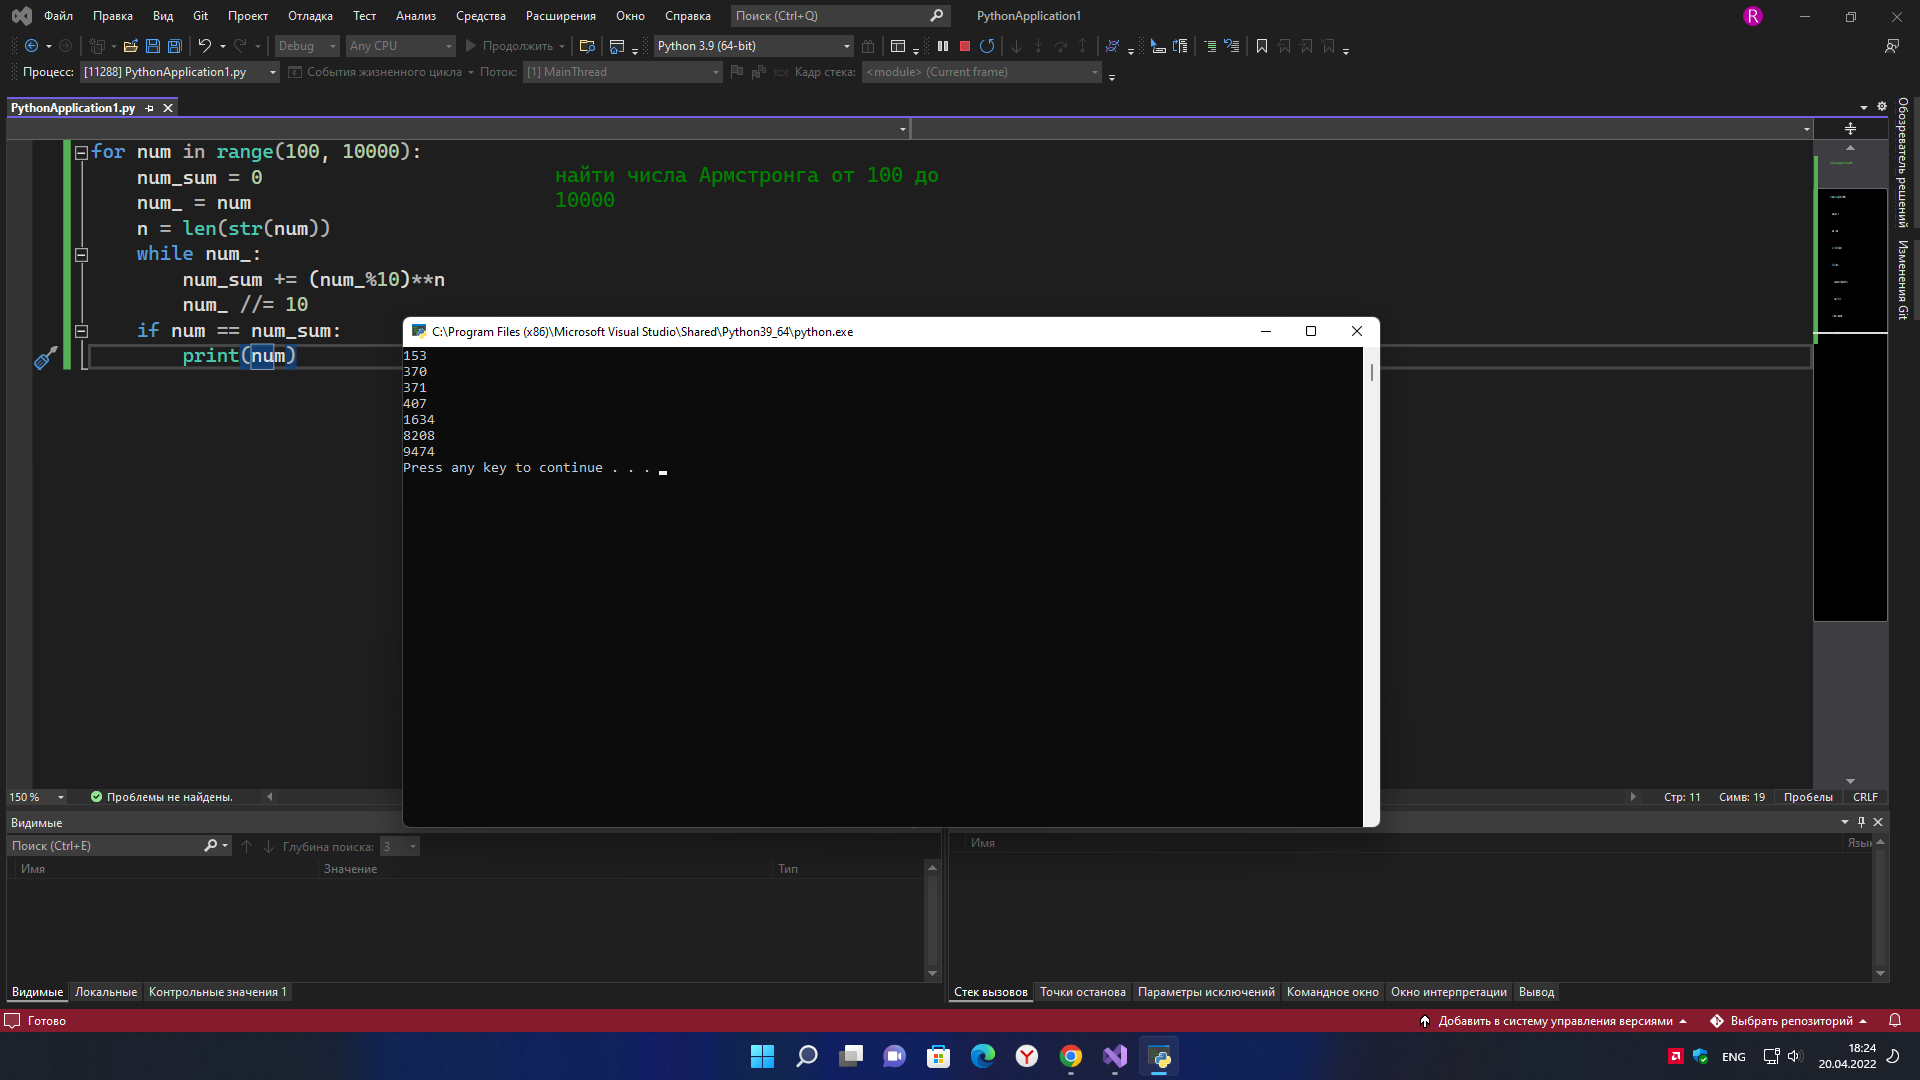 Файл Правка Вид Git Проект Отладка Тест Анализ Средства Расширения Окно Справка Поиск (Ctrl+Q) PythonApplication1 R
Debug Any CPU Продолжить Python 3.9 (64-bit)
Процесс: [11288] PythonApplication1.py События жизненного цикла Поток: [1] MainThread Кадр стека: <module> (Current frame)
PythonApplication1.py
Обозреватель решений
Изменения Git
for num in range(100, 10000):
num_sum = 0
num_ = num
n = len(str(num))
while num_:
num_sum += (num_%10)**n
num_ //= 10
if num == num_sum:
print(num)
найти числа Армстронга от 100 до
10000
C:\Program Files (x86)\Microsoft Visual Studio\Shared\Python39_64\python.exe
153
370
371
407
1634
8208
9474
Press any key to continue . . .
150 % Проблемы не найдены. Стр: 11 Симв: 19 Пробелы CRLF
Видимые
Поиск (Ctrl+E) Глубина поиска: 3
Имя Значение Тип
Имя Язык
Видимые Локальные Контрольные значения 1
Стек вызовов Точки останова Параметры исключений Командное окно Окно интерпретации Вывод
Готово Добавить в систему управления версиями Выбрать репозиторий
ENG 18:24
20.04.2022